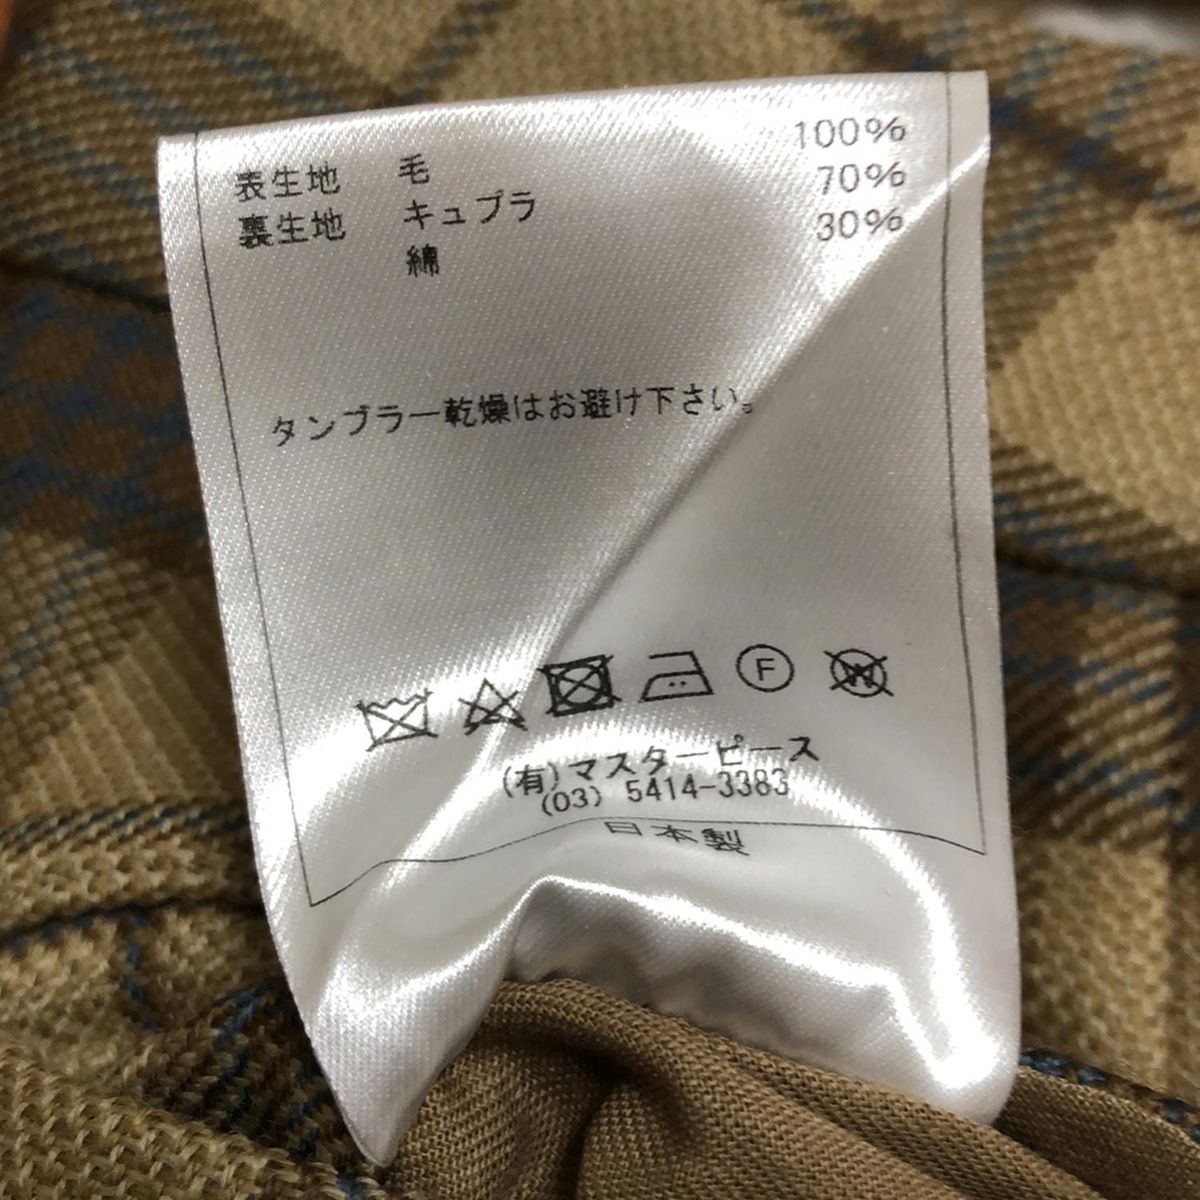 表生地 毛 100%
裏生地 キュプラ 70%
綿 30%
タンブラー乾燥はお避け下さい。
F W
(有)マスターピース
(03) 5414-3383
日本製